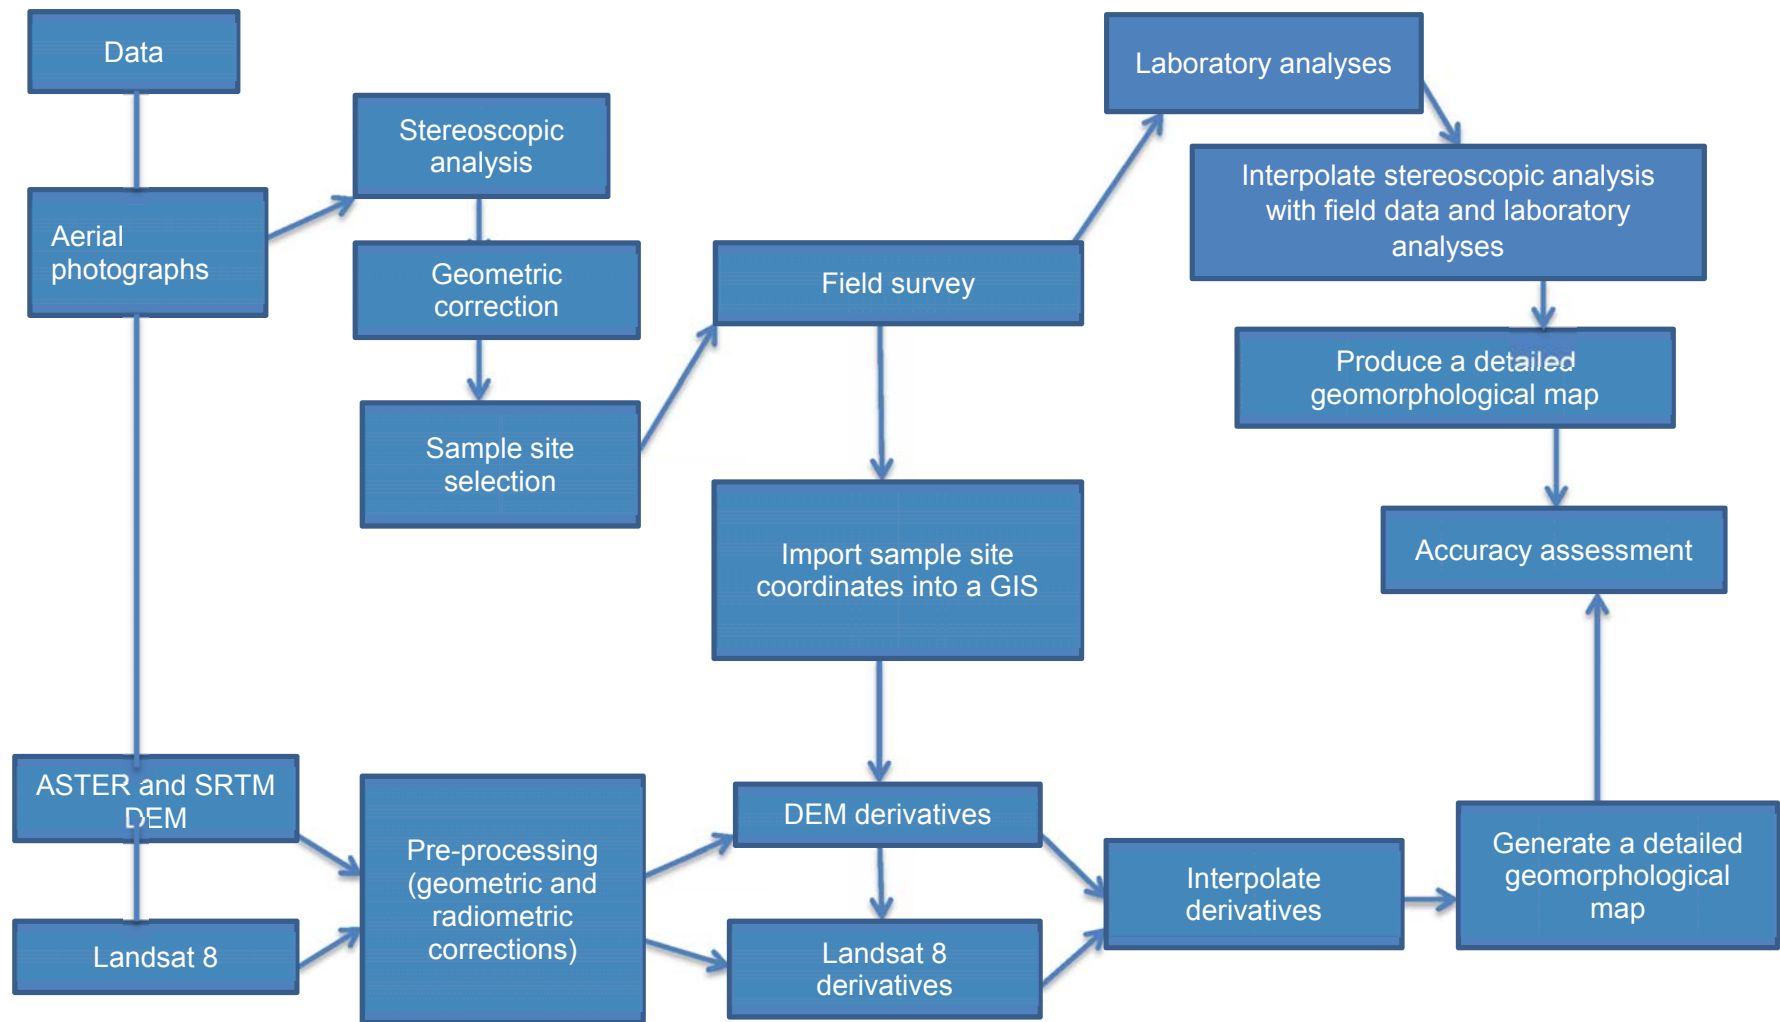 Data
Aerial
photographs
ASTER and SRTM
DEM
Landsat 8
Stereoscopic
analysis
Geometric
correction
Sample site
selection
Pre-processing
(geometric and
radiometric
corrections)
Field survey
Import sample site
coordinates into a GIS
DEM derivatives
Landsat 8
derivatives
Laboratory analyses
Interpolate stereoscopic analysis
with field data and laboratory
analyses
Produce a detailed
geomorphological map
Accuracy assessment
Interpolate
derivatives
Generate a detailed
geomorphological
map